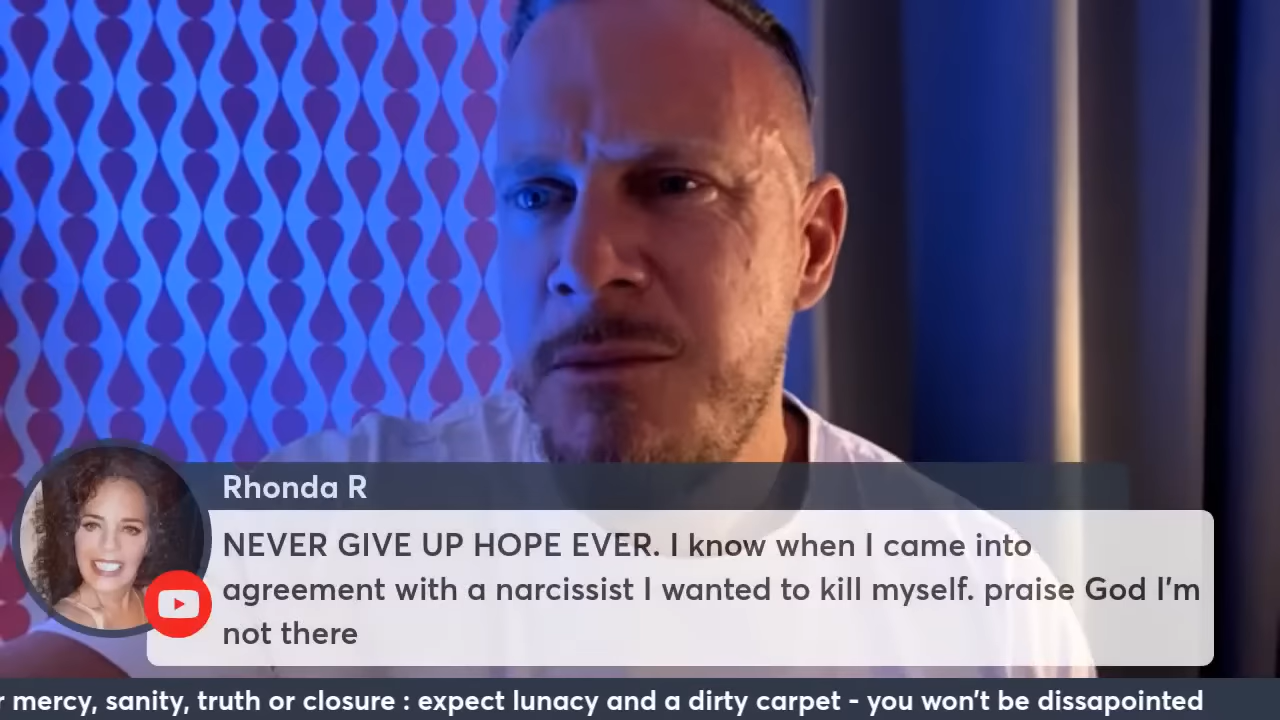 Rhonda R
NEVER GIVE UP HOPE EVER. I know when I came into
agreement with a narcissist I wanted to kill myself. praise God I'm
not there
mercy, sanity, truth or closure : expect lunacy and a dirty carpet - you won't be dissapointed